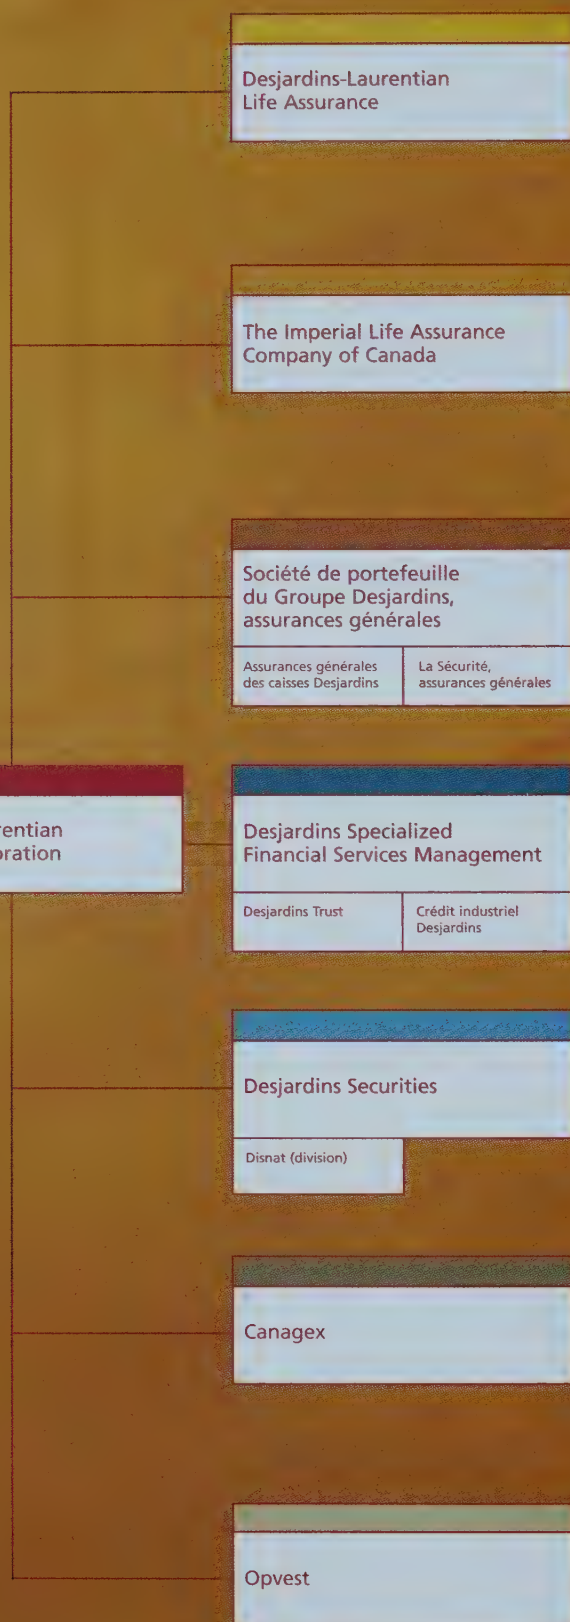 Desjardins-Laurentian
Life Assurance
The Imperial Life Assurance
Company of Canada
Société de portefeuille
du Groupe Desjardins,
assurances générales
Assurances générales
des caisses Desjardins
La Sécurité,
assurances générales
rentian
oration
Desjardins Specialized
Financial Services Management
Desjardins Trust
Crédit industriel
Desjardins
Desjardins Securities
Disnat (division)
Canagex
Opvest